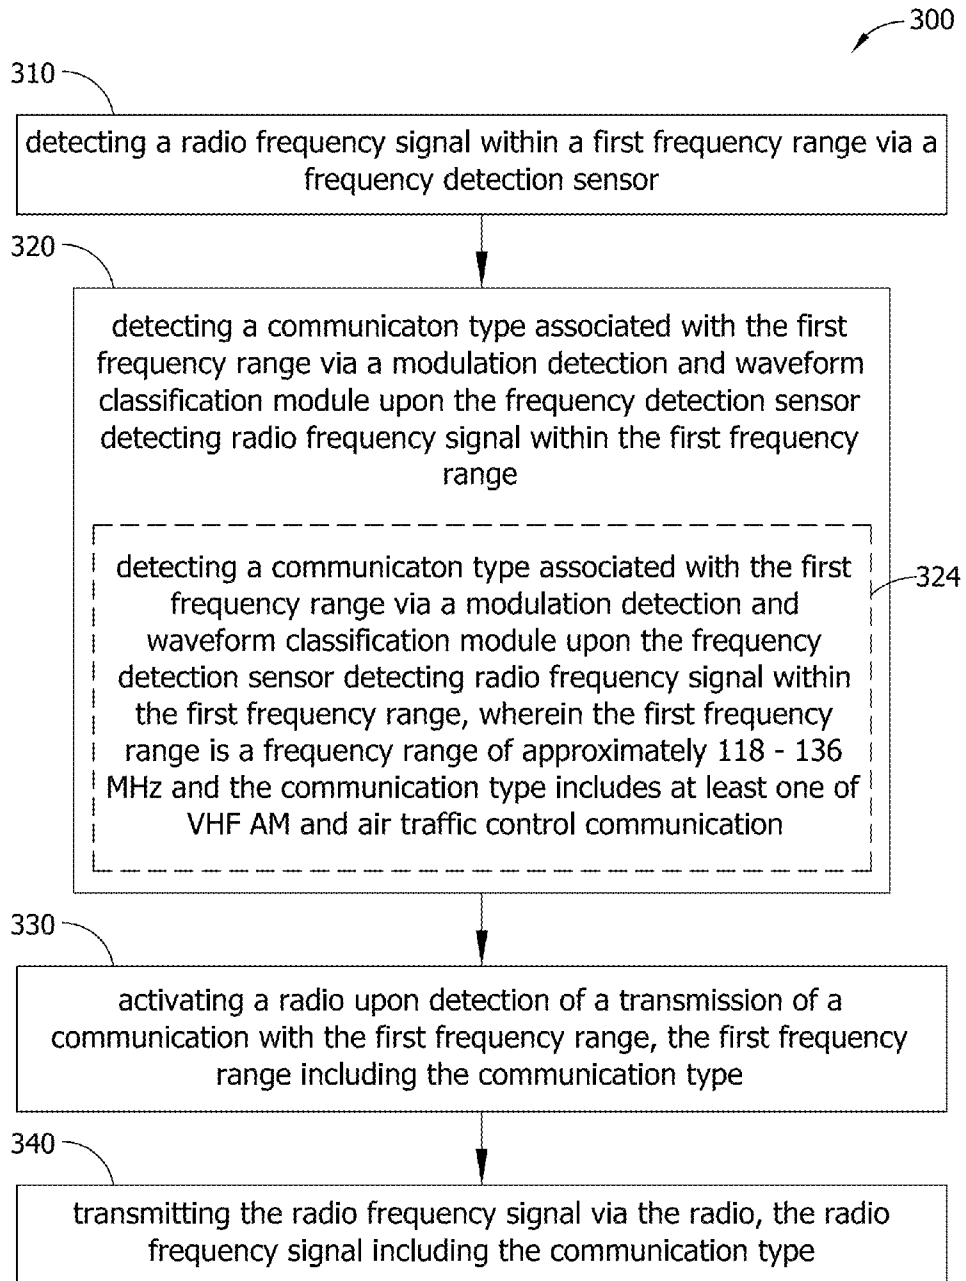 300
310
detecting a radio frequency signal within a first frequency range via a
frequency detection sensor
320
detecting a communicaton type associated with the first
frequency range via a modulation detection and waveform
classification module upon the frequency detection sensor
detecting radio frequency signal within the first frequency
range
detecting a communicaton type associated with the first
frequency range via a modulation detection and
waveform classification module upon the frequency
detection sensor detecting radio frequency signal within
the first frequency range, wherein the first frequency
range is a frequency range of approximately 118 - 136
MHz and the communication type includes at least one of
VHF AM and air traffic control communication
324
330
activating a radio upon detection of a transmission of a
communication with the first frequency range, the first frequency
range including the communication type
340
transmitting the radio frequency signal via the radio, the radio
frequency signal including the communication type